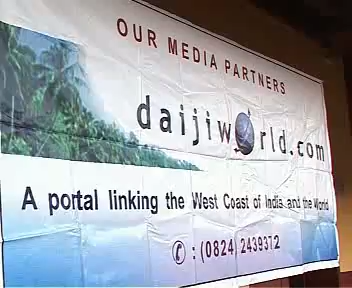 OUR MEDIA PARTNERS
daijiworld.com
A portal linking the West Coast of India and the World
✆ : (0824) 2439372